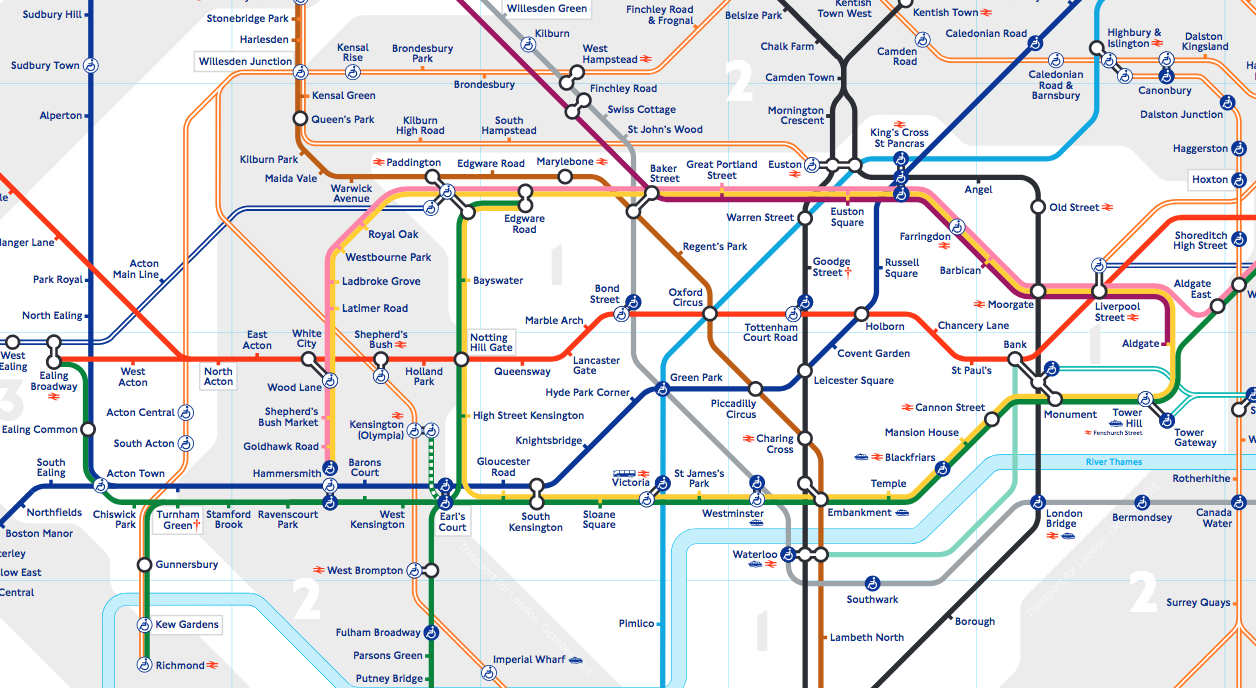 Sudbury Hill
Stonebridge Park
Willesden Green
Finchley Road
& Frognal
Belsize Park
Kentish
Town West
Kentish Town
Harlesden
Kilburn
Caledonian Road
Highbury &
Islington
Dalston
Kingsland
Kensal
Rise
Brondesbury
Park
West
Hampstead
Chalk Farm
Camden
Road
Sudbury Town
Willesden Junction
Brondesbury
Camden Town
Caledonian
Road &
Barnsbury
Canonbury
Kensal Green
Finchley Road
2
Alperton
Queen's Park
Swiss Cottage
Mornington
Crescent
Dalston Junction
Kilburn
High Road
South
Hampstead
St John's Wood
King's Cross
St Pancras
Haggerston
Kilburn Park
Paddington
Edgware Road
Marylebone
Baker
Street
Great Portland
Street
Euston
Maida Vale
Warwick
Avenue
Angel
Hoxton
Old Street
Edgware
Road
Warren Street
Euston
Square
Royal Oak
Farringdon
Shoreditch
High Street
Hanger Lane
Westbourne Park
Regent's Park
1
Goodge
Street†
Russell
Square
Barbican
Acton
Main Line
Park Royal
Ladbroke Grove
Bayswater
Bond
Street
Oxford
Circus
Moorgate
Liverpool
Street
Aldgate
East
Latimer Road
North Ealing
Marble Arch
Tottenham
Court Road
Holborn
Chancery Lane
Aldgate
East
Acton
White
City
Shepherd's
Bush
Notting
Hill Gate
Bank
1
West
Ealing
Ealing
Broadway
West
Acton
North
Acton
Wood Lane
Holland
Park
Queensway
Lancaster
Gate
Covent Garden
St Paul's
Green Park
Leicester Square
3
Hyde Park Corner
Piccadilly
Circus
Cannon Street
Monument
Tower
Hill
Fenchurch Street
Tower
Gateway
Acton Central
Shepherd's
Bush Market
Kensington
(Olympia)
High Street Kensington
Ealing Common
South Acton
Goldhawk Road
Knightsbridge
Charing
Cross
Mansion House
Blackfriars
South
Ealing
Acton Town
Hammersmith
Barons
Court
Gloucester
Road
Victoria
St James's
Park
Temple
River Thames
Rotherhithe
Northfields
Chiswick
Park
Turnham
Green†
Stamford
Brook
Ravenscourt
Park
West
Kensington
Earl's
Court
South
Kensington
Sloane
Square
Westminster
Embankment
London
Bridge
Bermondsey
Canada
Water
Boston Manor
Waterloo
Gunnersbury
West Brompton
Southwark
Central
2
1
2
Kew Gardens
Fulham Broadway
Pimlico
Lambeth North
Borough
Surrey Quays
Richmond
Parsons Green
Imperial Wharf
Putney Bridge